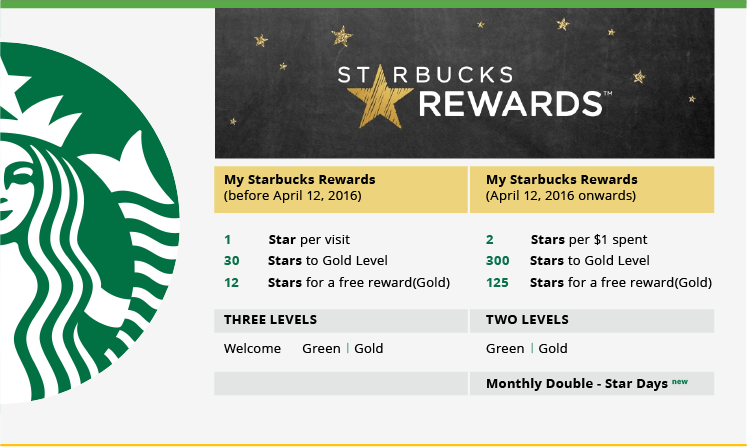 STARBUCKS
REWARDS™
My Starbucks Rewards
(before April 12, 2016)
1 Star per visit
30 Stars to Gold Level
12 Stars for a free reward(Gold)
THREE LEVELS
Welcome Green | Gold
My Starbucks Rewards
(April 12, 2016 onwards)
2 Stars per $1 spent
300 Stars to Gold Level
125 Stars for a free reward(Gold)
TWO LEVELS
Green | Gold
Monthly Double - Star Days new